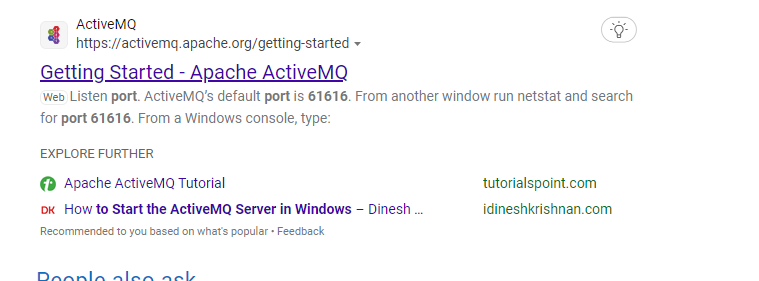 ActiveMQ
https://activemq.apache.org/getting-started
Getting Started - Apache ActiveMQ
Web Listen port. ActiveMQ's default port is 61616. From another window run netstat and search
for port 61616. From a Windows console, type:
EXPLORE FURTHER
Apache ActiveMQ Tutorial tutorialspoint.com
DK How to Start the ActiveMQ Server in Windows – Dinesh ... idineshkrishnan.com
Recommended to you based on what's popular • Feedback
People also ask